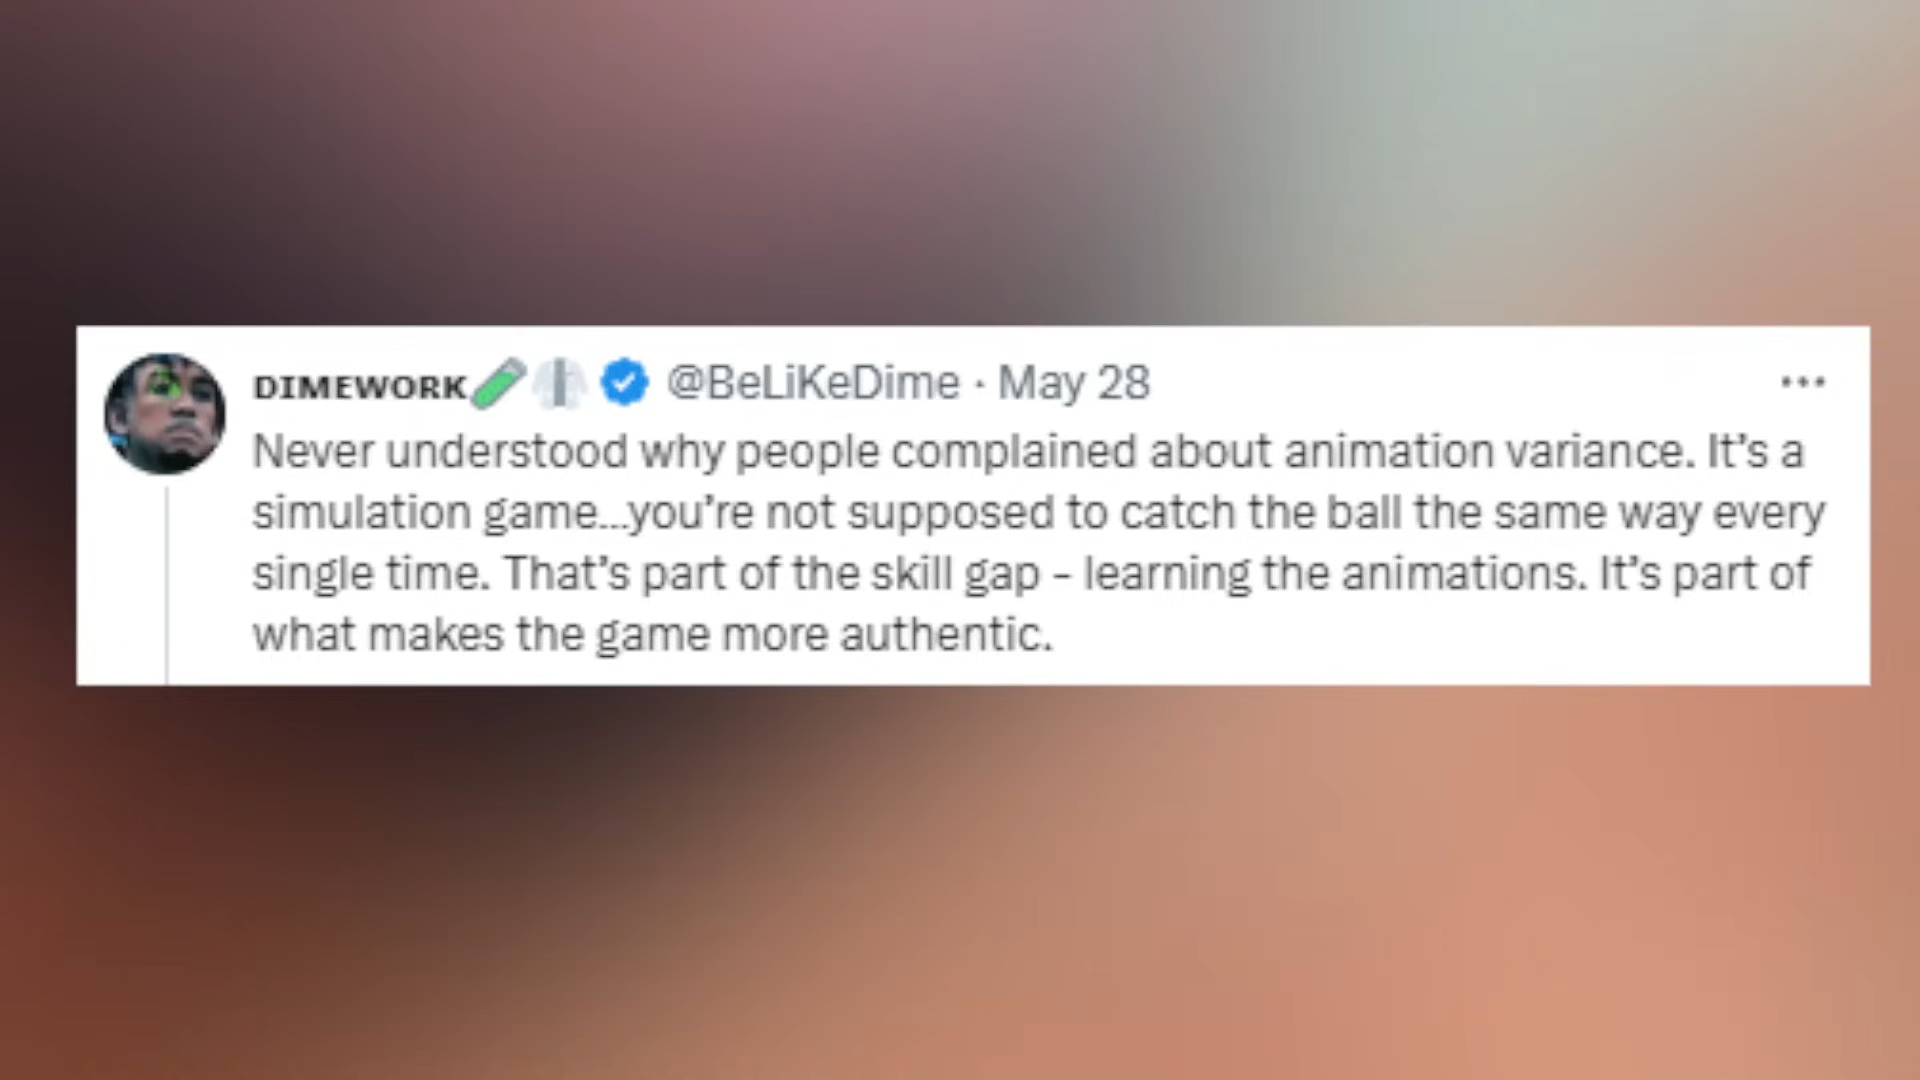 DIMEWORK🧪🥼 @BeLiKeDime · May 28
Never understood why people complained about animation variance. It's a
simulation game...you're not supposed to catch the ball the same way every
single time. That's part of the skill gap - learning the animations. It's part of
what makes the game more authentic.